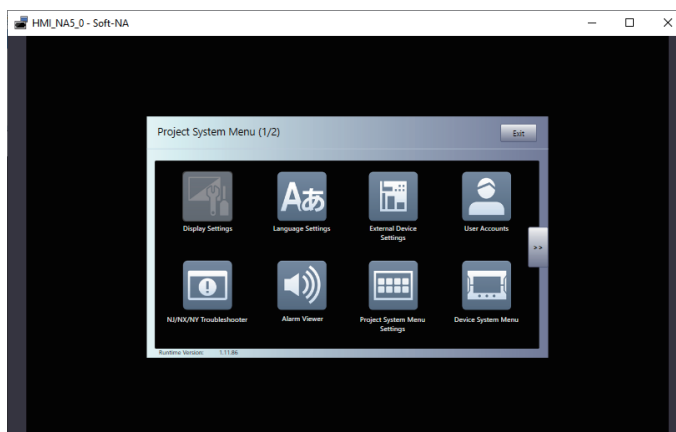 HMI_NA5_0 - Soft-NA
Project System Menu (1/2)
Exit
Aあ
Display Settings
Language Settings
External Device
Settings
User Accounts
>>
NJ/NX/NY Troubleshooter
Alarm Viewer
Project System Menu
Settings
Device System Menu
Runtime Version: 1.11.86